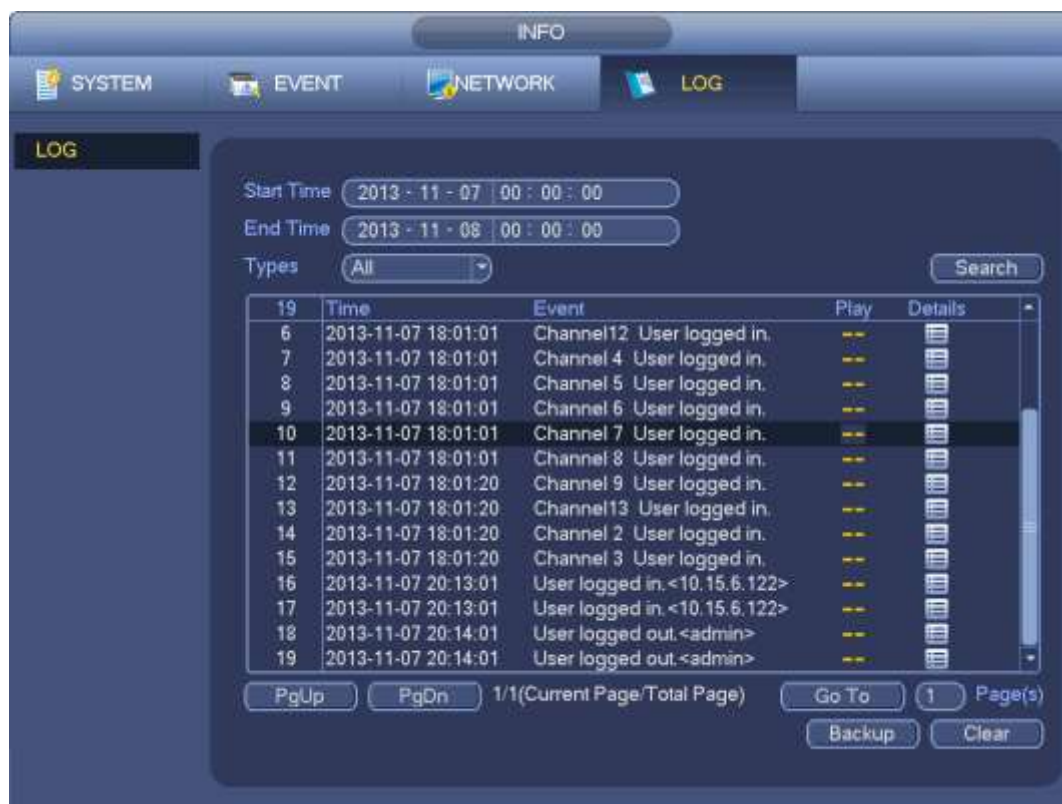 INFO
SYSTEM EVENT NETWORK LOG
LOG
Start Time 2013 - 11 - 07 00 : 00 : 00
End Time 2013 - 11 - 08 00 : 00 : 00
Types All Search
19 Time Event Play Details
6 2013-11-07 18:01:01 Channel12 User logged in. --
7 2013-11-07 18:01:01 Channel 4 User logged in. --
8 2013-11-07 18:01:01 Channel 5 User logged in. --
9 2013-11-07 18:01:01 Channel 6 User logged in. --
10 2013-11-07 18:01:01 Channel 7 User logged in. --
11 2013-11-07 18:01:01 Channel 8 User logged in. --
12 2013-11-07 18:01:20 Channel 9 User logged in. --
13 2013-11-07 18:01:20 Channel13 User logged in. --
14 2013-11-07 18:01:20 Channel 2 User logged in. --
15 2013-11-07 18:01:20 Channel 3 User logged in. --
16 2013-11-07 20:13:01 User logged in.<10.15.6.122> --
17 2013-11-07 20:13:01 User logged in.<10.15.6.122> --
18 2013-11-07 20:14:01 User logged out.<admin> --
19 2013-11-07 20:14:01 User logged out.<admin> --
PgUp PgDn 1/1(Current Page/Total Page) Go To 1 Page(s)
Backup Clear